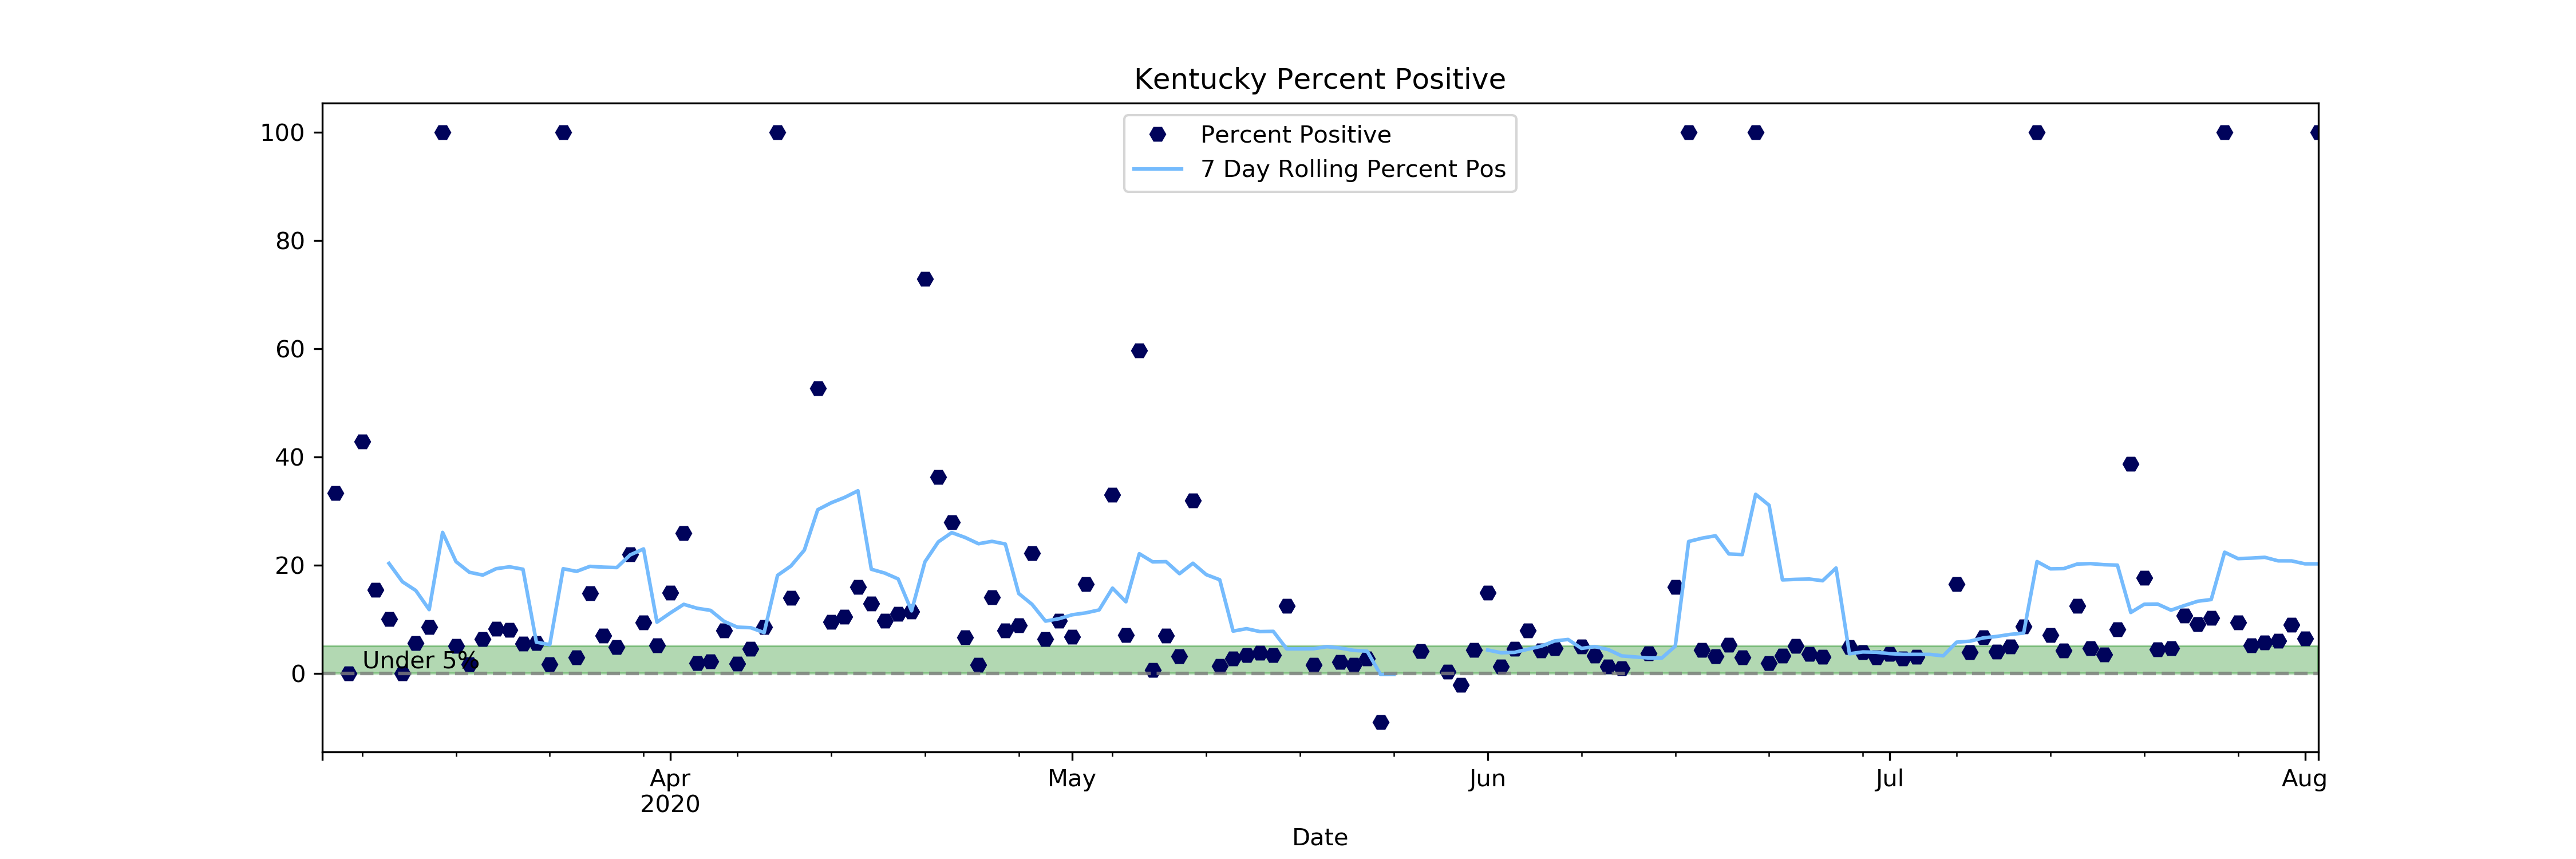 Kentucky Percent Positive
Percent Positive
7 Day Rolling Percent Pos
100
80
60
40
20
0
Under 5%
Apr
2020
May
Jun
Jul
Aug
Date